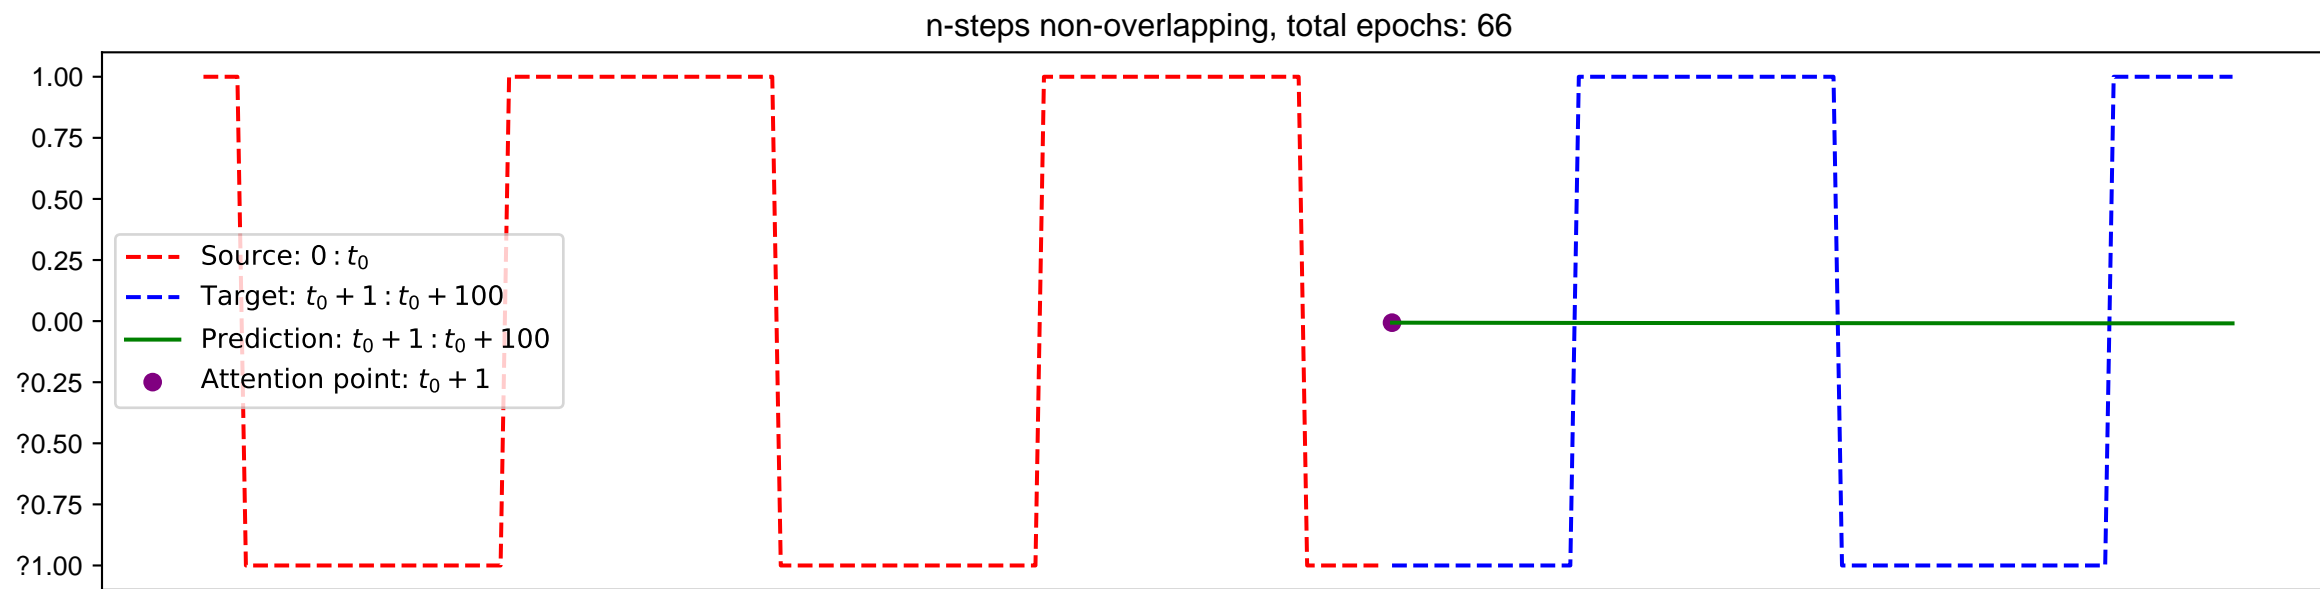 n-steps non-overlapping, total epochs: 66
1.00
0.75
0.50
0.25
0.00
?0.25
?0.50
?0.75
?1.00
Source: 0 : t₀
Target: t₀ + 1 : t₀ + 100
Prediction: t₀ + 1 : t₀ + 100
Attention point: t₀ + 1